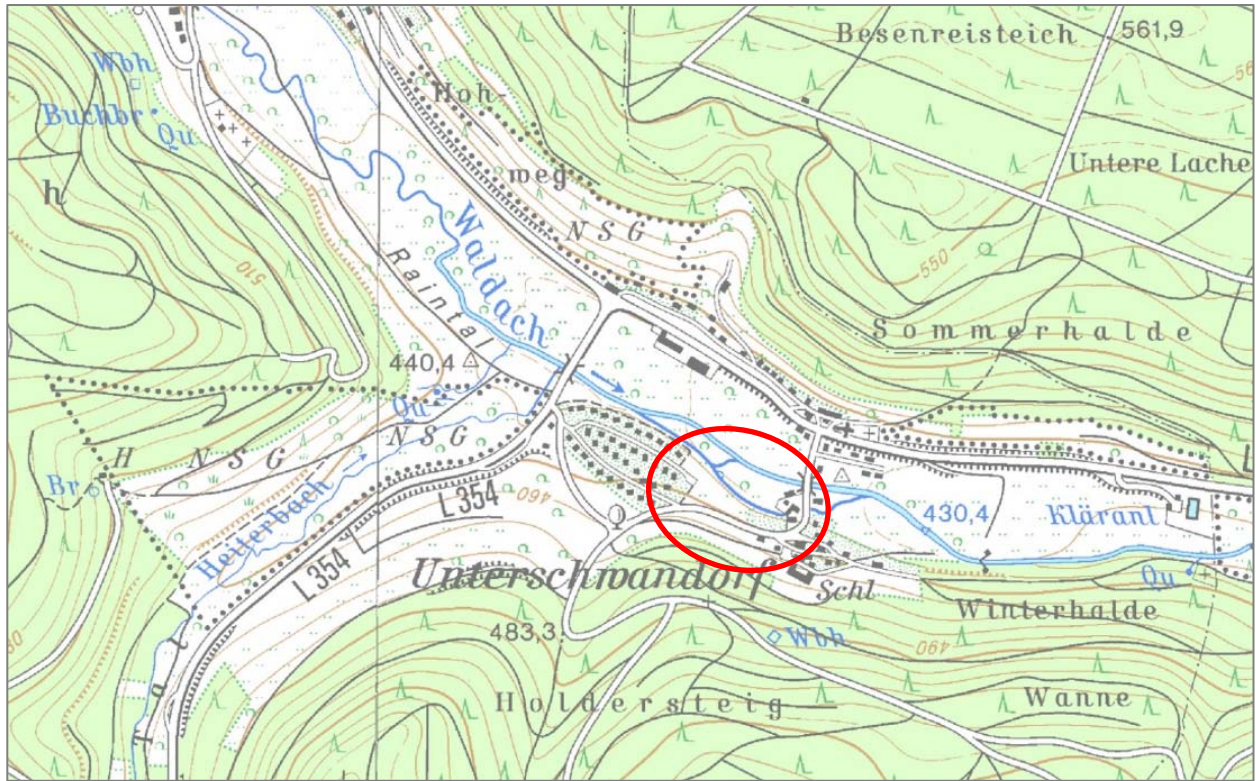 Besenreisteich
561,9
Wbh
Buchbr
Qu
Hoh-
weg
Untere Lache
h
NSG
Waldach
510
550
Raintal
Sommerhalde
440,4
Qu
NSG
H
NSG
Br
Heiterbach
L 354
460
430,4
Kläranl
L 354
Unterschwandorf
Schl
Qu
Winterhalde
483,3
Wbh
490
Tal
Holdersteig
Wanne